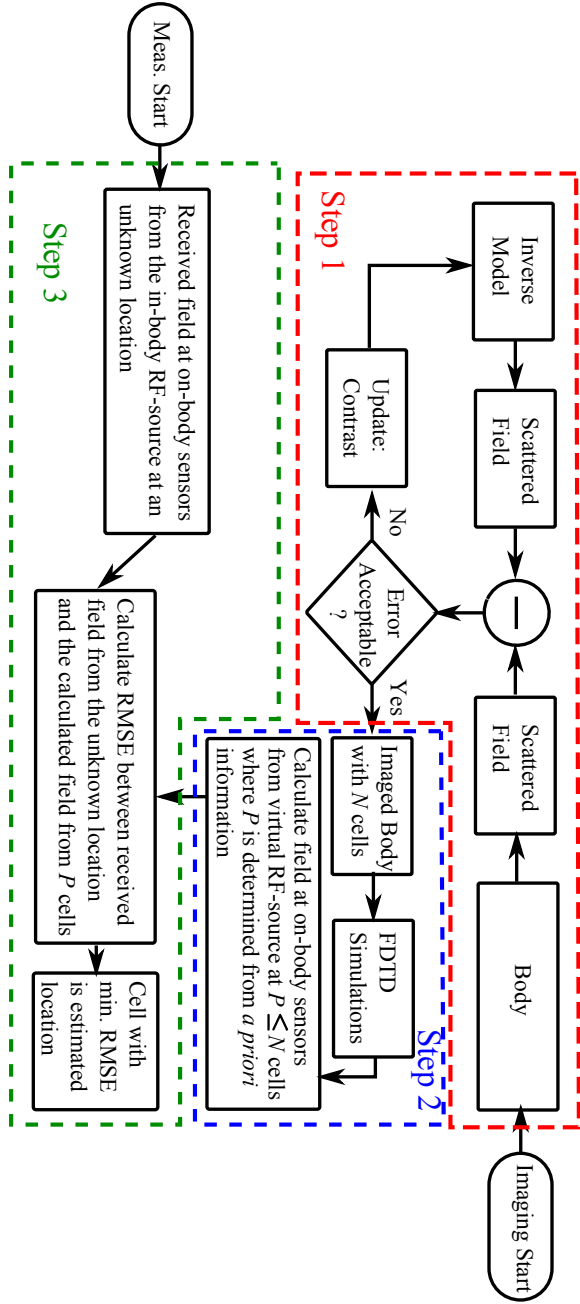 Step 1
Inverse
Model
Scattered
Field
−
Scattered
Field
Body
Imaging Start
Update:
Contrast
No
Error
Acceptable
?
Yes
Imaged Body
with N cells
FDTD
Simulations
Step 2
Calculate field at on-body sensors
from virtual RF-source at P ≤ N cells
where P is determined from a priori
information
Meas. Start
Step 3
Received field at on-body sensors
from the in-body RF-source at an
unknown location
Calculate RMSE between received
field from the unknown location
and the calculated field from P cells
Cell with
min. RMSE
is estimated
location